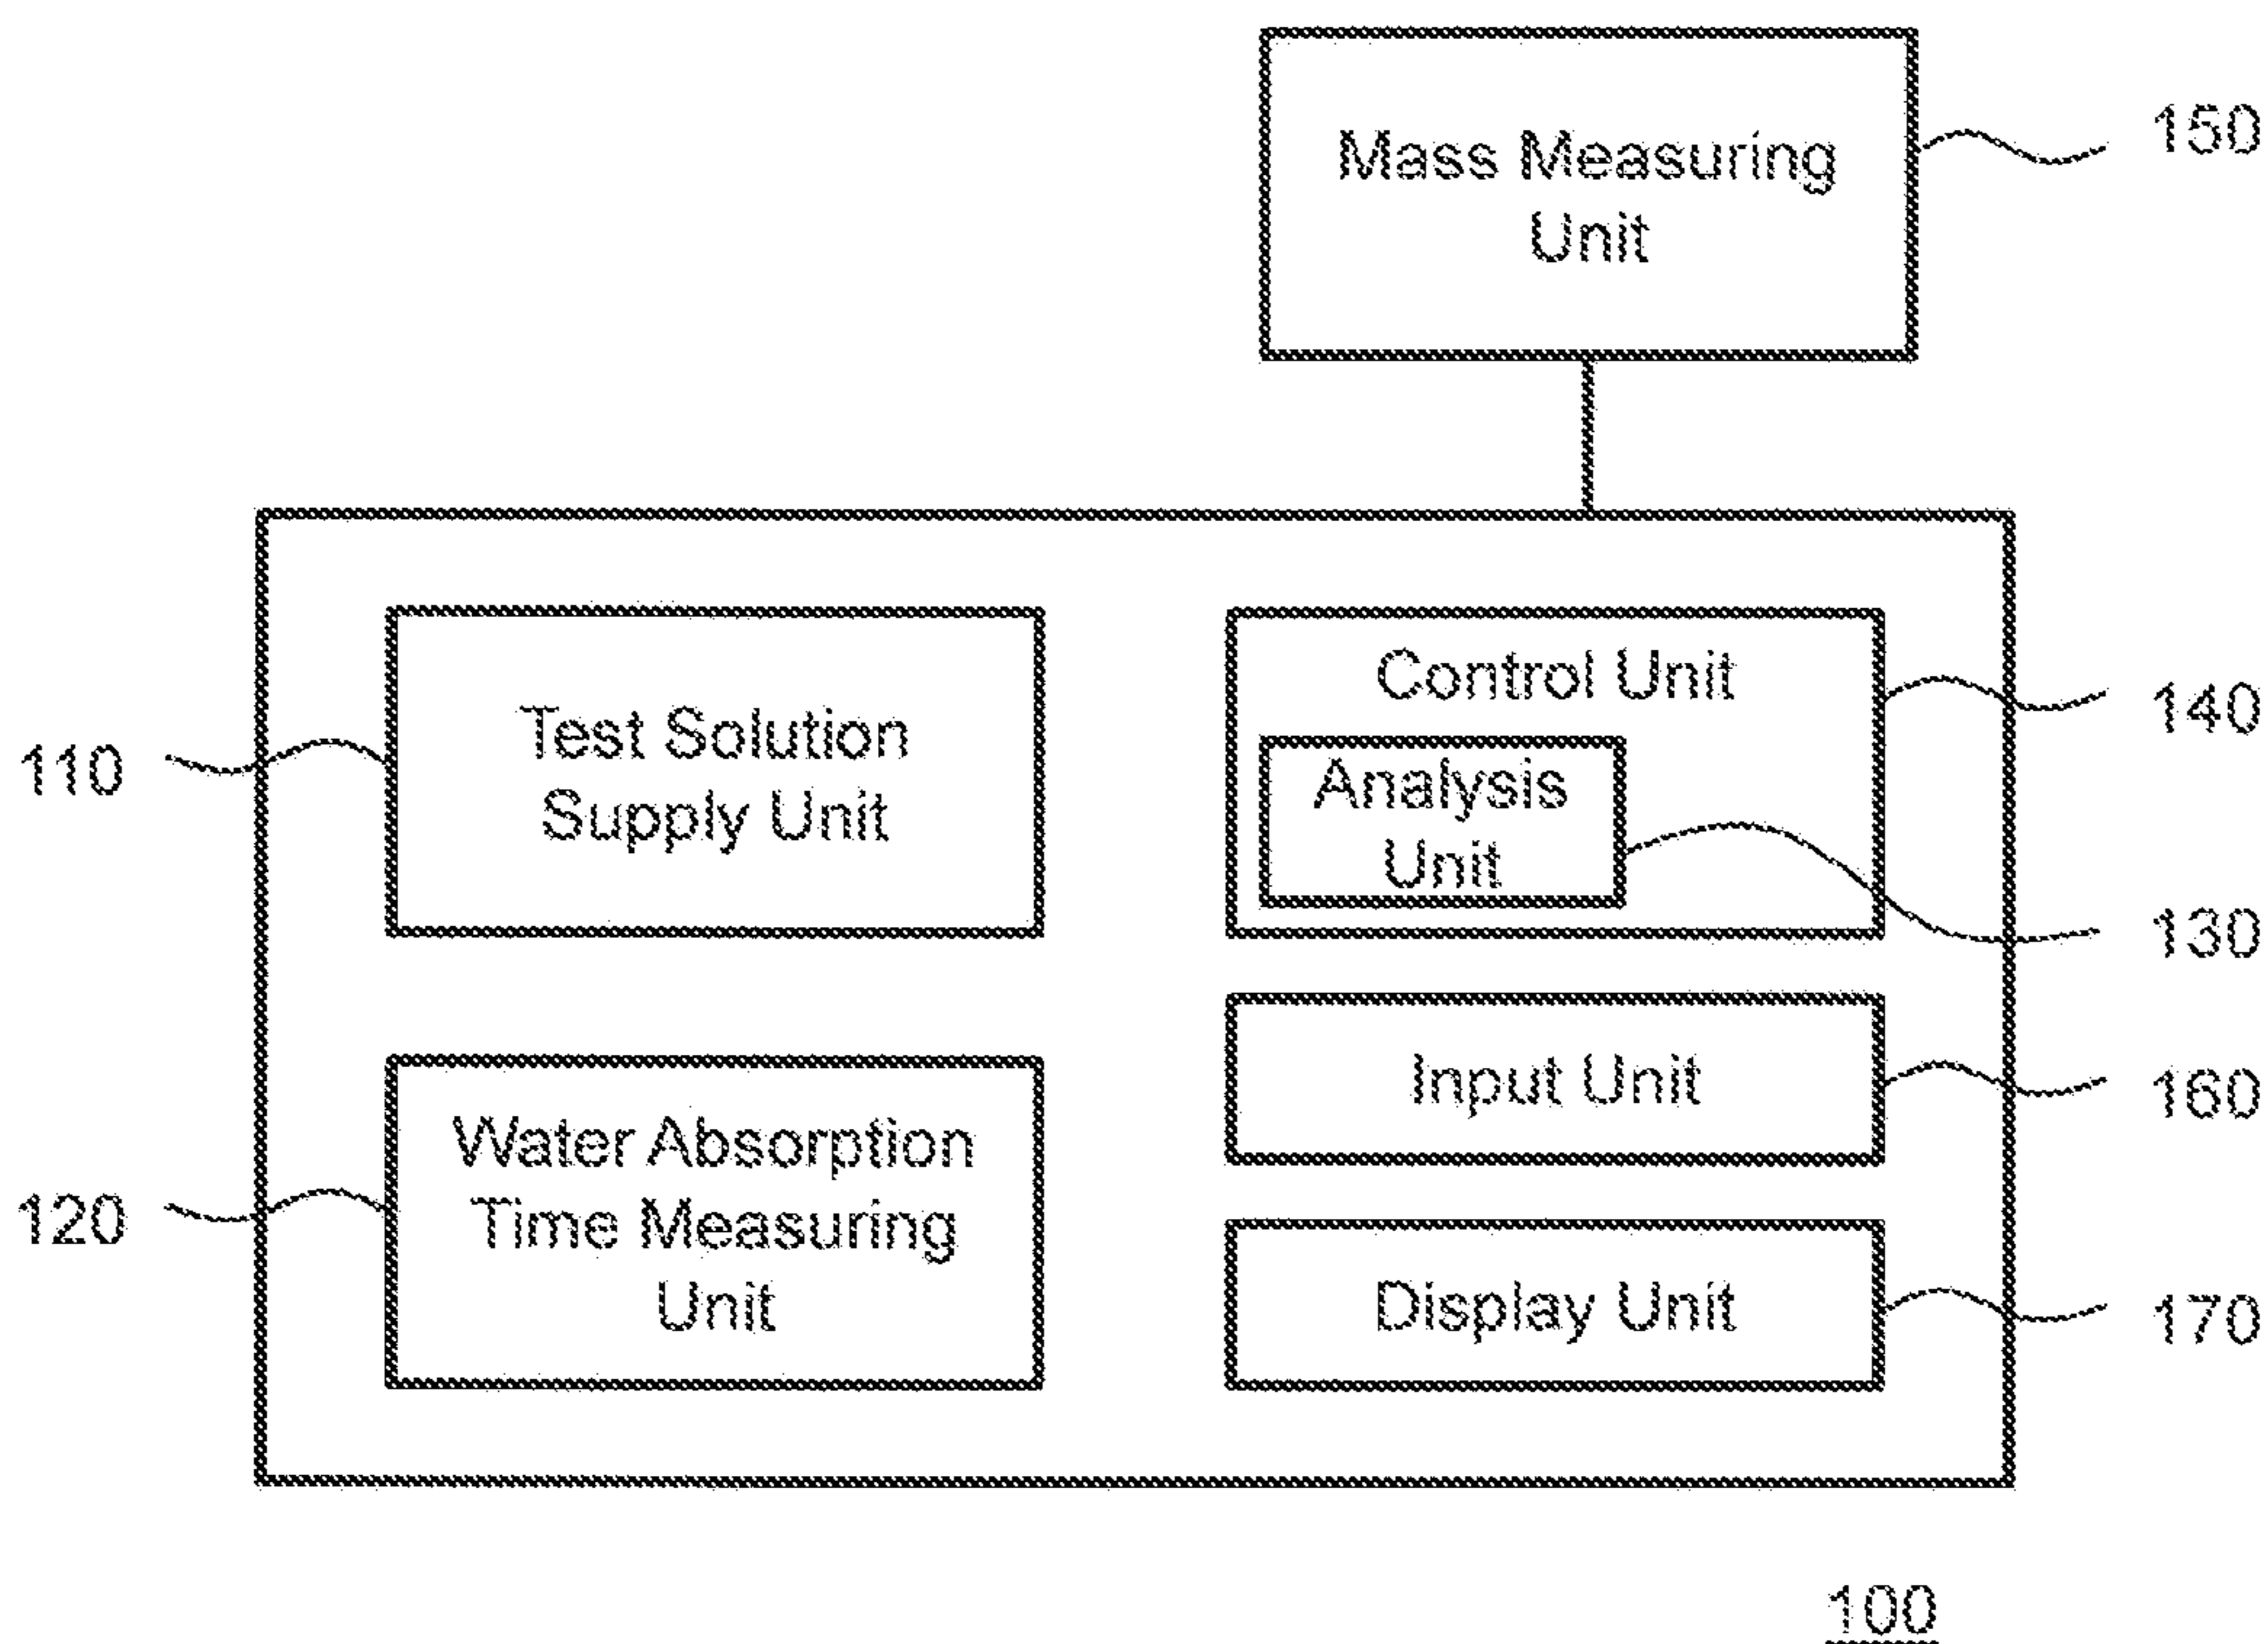 Mass Measuring
Unit
150
Test Solution
Supply Unit
110
Control Unit
140
Analysis
Unit
130
Water Absorption
Time Measuring
Unit
120
Input Unit
160
Display Unit
170
100